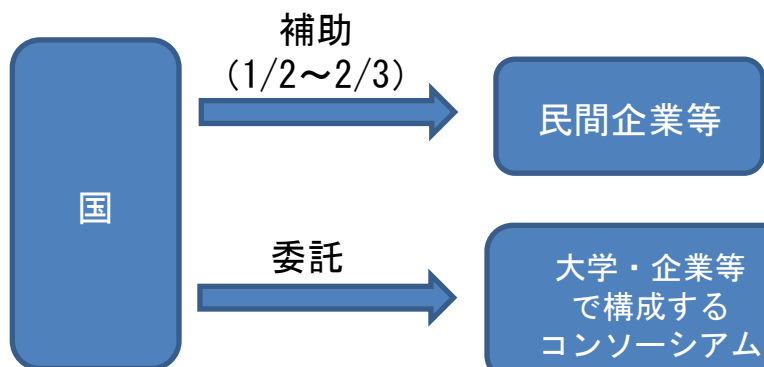 補助
(1/2～2/3)
民間企業等
国
委託
大学・企業等
で構成する
コンソーシアム